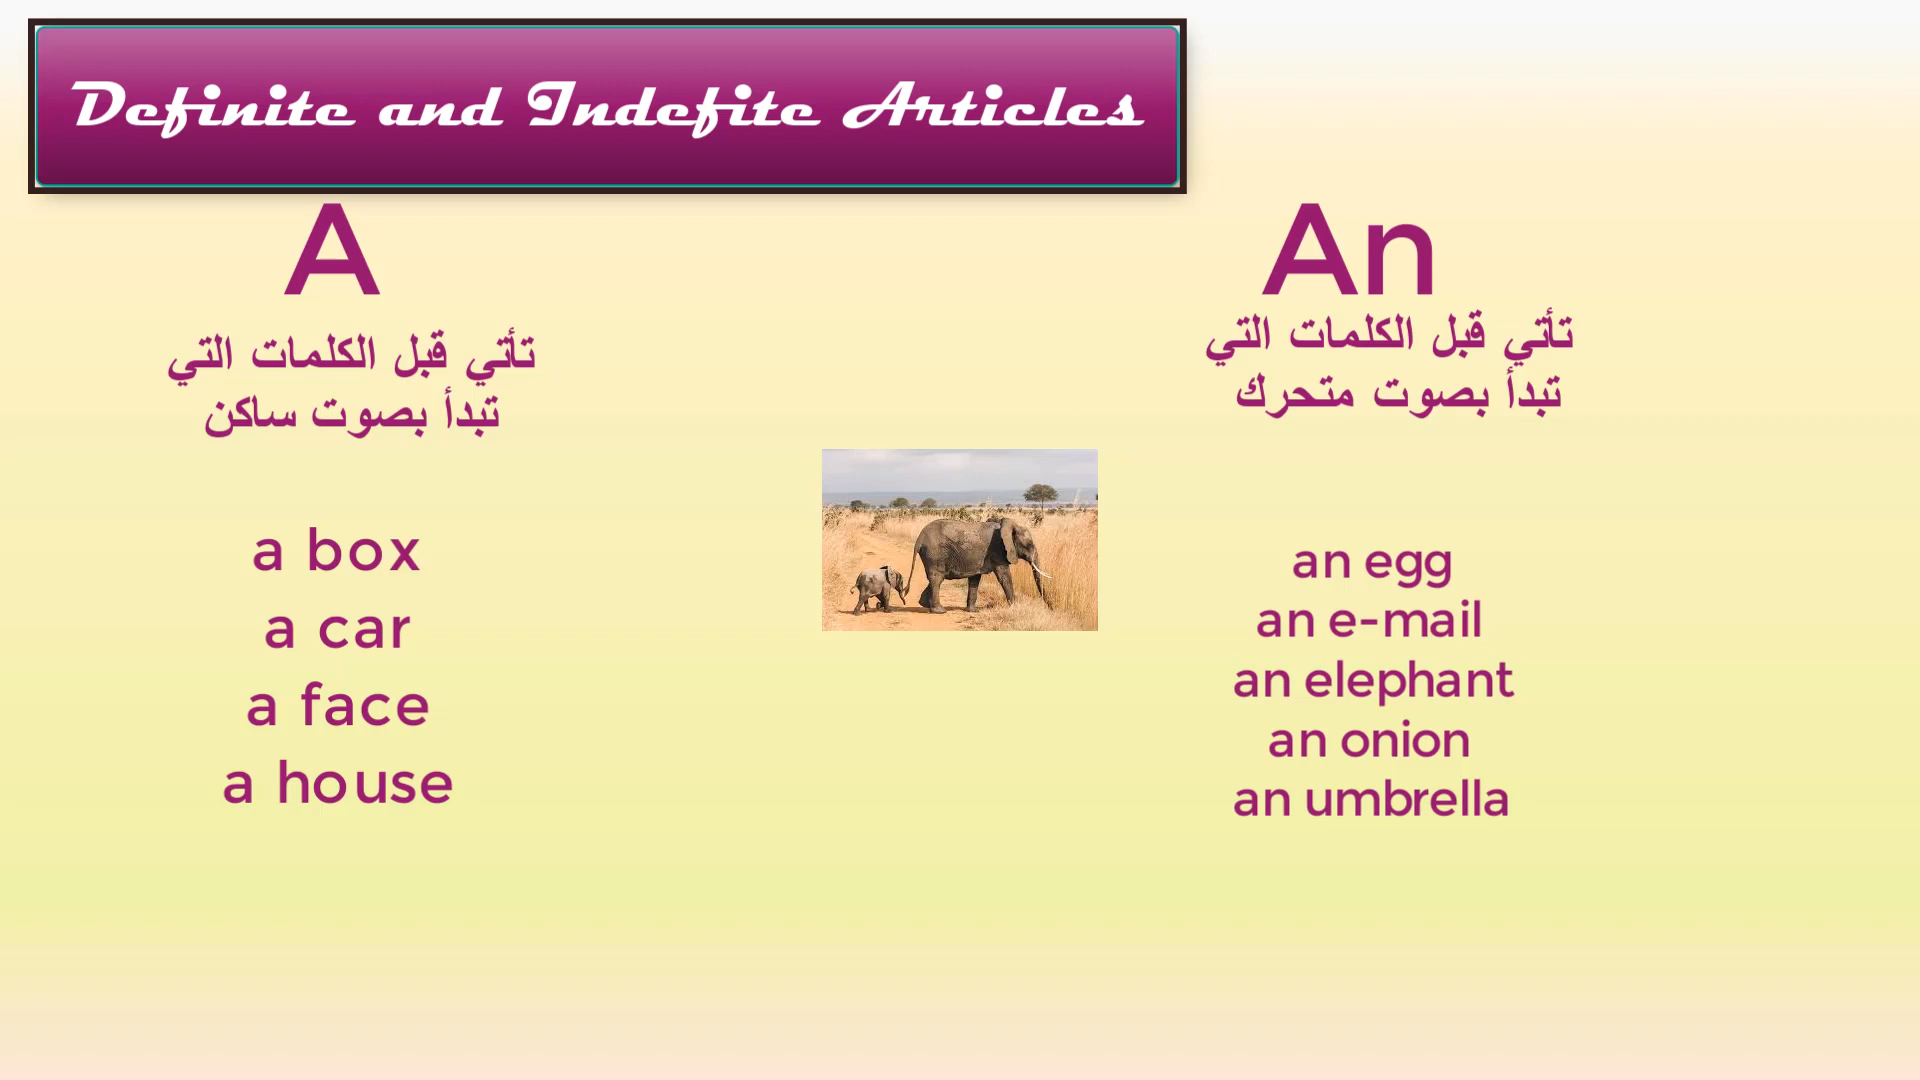 Definite and Indefite Articles
A
تأتي قبل الكلمات التي
تبدأ بصوت ساكن
a box
a car
a face
a house
An
تأتي قبل الكلمات التي
تبدأ بصوت متحرك
an egg
an e-mail
an elephant
an onion
an umbrella